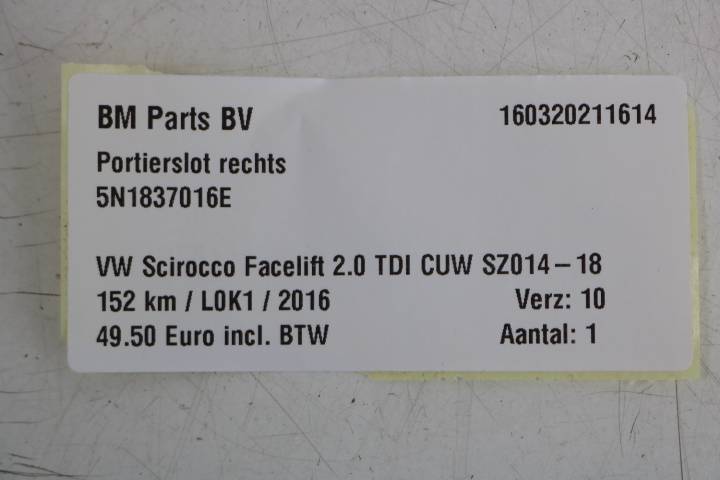 BM Parts BV 160320211614
Portierslot rechts
5N1837016E
VW Scirocco Facelift 2.0 TDI CUW SZ014-18
152 km / L0K1 / 2016 Verz: 10
49.50 Euro incl. BTW Aantal: 1